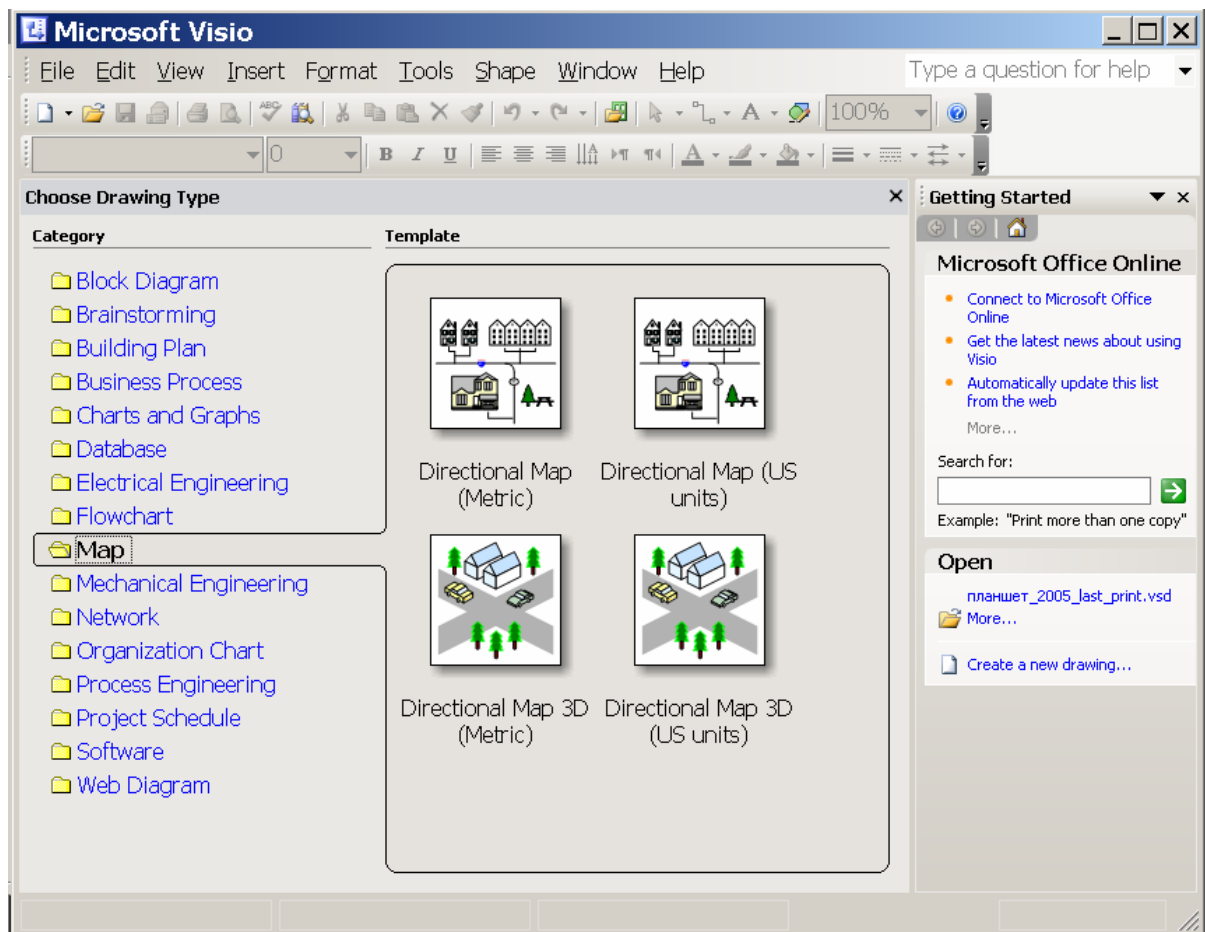 Microsoft Visio
File Edit View Insert Format Tools Shape Window Help
Type a question for help
100%
0
B I U
A
Choose Drawing Type
Category
Template
Block Diagram
Brainstorming
Building Plan
Business Process
Charts and Graphs
Database
Electrical Engineering
Flowchart
Map
Mechanical Engineering
Network
Organization Chart
Process Engineering
Project Schedule
Software
Web Diagram
Directional Map
(Metric)
Directional Map (US
units)
Directional Map 3D
(Metric)
Directional Map 3D
(US units)
Getting Started
Microsoft Office Online
Connect to Microsoft Office
Online
Get the latest news about using
Visio
Automatically update this list
from the web
More...
Search for:
Example: "Print more than one copy"
Open
планшет_2005_last_print.vsd
More...
Create a new drawing...